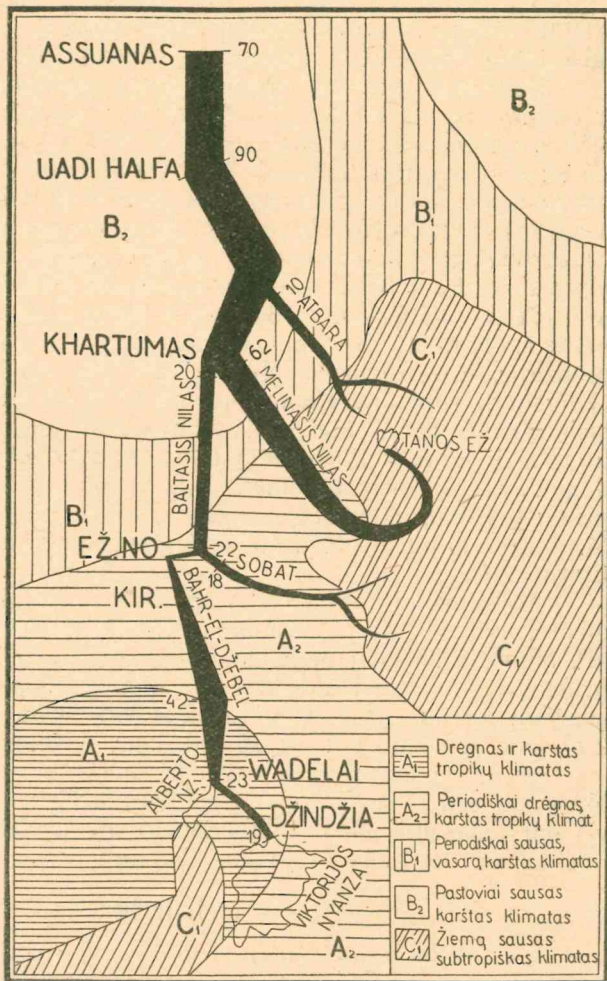 ASSUANAS
70
B₂
UADI HALFA
90
B₁
B₂
10 ATBARA
KHARTUMAS
C₁
20
BALTASIS NILAS
62 MĖLINASIS NILAS
TANOS EŽ.
B₁
EŽ. NO
22 SOBAT
KIR.
18
BAHR-EL-DŽEBEL
A₂
C₁
42
A₁
ALBERTO NZ.
23
WADELAI
DŽINDŽIA
19
VIKTORIJOS
NYANZA
C₁
A₂
A₁ Drėgnas ir karštas
tropikų klimatas
A₂ Periodiškai drėgnas,
karštas tropikų klimat.
B₁ Periodiškai sausas,
vasarą karštas klimatas
B₂ Pastoviai sausas
karštas klimatas
C₁ Žiemą sausas
subtropiškas klimatas